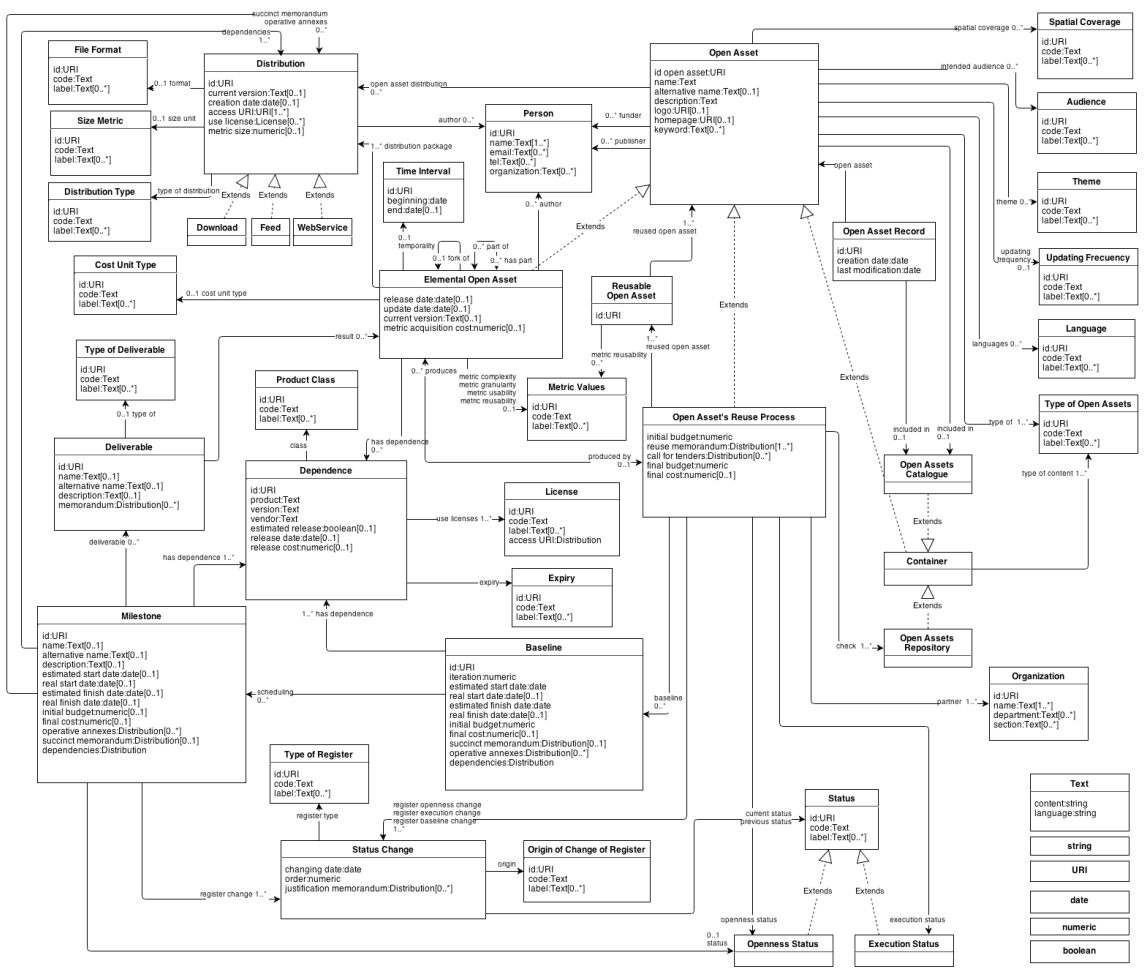 succinct memorandum
operative annexes
0..*
dependencies
1..*
File Format
id:URI
code:Text
label:Text[0..*]
0..1 format
Distribution
id:URI
current version:Text[0..1]
creation date:date[0..1]
access URI:URI[1..*]
use license:License[0..*]
metric size:numeric[0..1]
open asset distribution
0..*
Open Asset
id open asset:URI
name:Text
alternative name:Text[0..1]
description:Text
logo:URI[0..1]
homepage:URI[0..1]
keyword:Text[0..*]
spatial coverage 0..*
Spatial Coverage
id:URI
code:Text
label:Text[0..*]
intended audience 0..*
Audience
id:URI
code:Text
label:Text[0..*]
Size Metric
id:URI
code:Text
label:Text[0..*]
0..1 size unit
author 0..*
Person
id:URI
name:Text[1..*]
email:Text[0..*]
tel:Text[0..*]
organization:Text[0..*]
0..* funder
0..* publisher
1..* distribution package
Distribution Type
id:URI
code:Text
label:Text[0..*]
type of distribution
Extends
Extends
Extends
Download
Feed
WebService
Time Interval
id:URI
beginning:date
end:date[0..1]
0..* author
open asset
Theme
id:URI
code:Text
label:Text[0..*]
theme 0..*
1..*
reused open asset
Extends
Open Asset Record
id:URI
creation date:date
last modification:date
updating
frequency
0..1
Updating Frecuency
id:URI
code:Text
label:Text[0..*]
0..1
temporality
0..1 fork of
0..* part of
0..* has part
Cost Unit Type
id:URI
code:Text
label:Text[0..*]
0..1 cost unit type
Elemental Open Asset
release date:date[0..1]
update date:date[0..1]
current version:Text[0..1]
metric acquisition cost:numeric[0..1]
Reusable
Open Asset
id:URI
Extends
Language
id:URI
code:Text
label:Text[0..*]
languages 0..*
result 0..*
1..*
reused open asset
metric reusability
0..*
Type of Deliverable
id:URI
code:Text
label:Text[0..*]
0..1 type of
Product Class
id:URI
code:Text
label:Text[0..*]
class
0..* produces
metric complexity
metric granularity
metric usability
metric reusability
0..1
Metric Values
id:URI
code:Text
label:Text[0..*]
Extends
Type of Open Assets
id:URI
code:Text
label:Text[0..*]
type of 1..*
Open Asset's Reuse Process
initial budget:numeric
reuse memorandum:Distribution[1..*]
call for tenders:Distribution[0..*]
final budget:numeric
final cost:numeric[0..1]
included in
0..1
included in
0..1
Deliverable
id:URI
name:Text[0..1]
alternative name:Text[0..1]
description:Text[0..1]
memorandum:Distribution[0..*]
has dependence
0..*
produced by
0..1
Open Assets
Catalogue
type of content 1..*
Dependence
id:URI
product:Text
version:Text
vendor:Text
estimated release:boolean[0..1]
release date:date[0..1]
release cost:numeric[0..1]
use licenses 1..*
License
id:URI
code:Text
label:Text[0..*]
access URI:Distribution
Extends
deliverable 0..*
has dependence 1..*
expiry
Expiry
id:URI
code:Text
label:Text[0..*]
Container
Extends
1..* has dependence
Milestone
id:URI
name:Text[0..1]
alternative name:Text[0..1]
description:Text[0..1]
estimated start date:date[0..1]
real start date:date[0..1]
estimated finish date:date[0..1]
real finish date:date[0..1]
initial budget:numeric[0..1]
final cost:numeric[0..1]
operative annexes:Distribution[0..*]
succinct memorandum:Distribution[0..1]
dependencies:Distribution
scheduling
0..*
Baseline
id:URI
iteration:numeric
estimated start date:date
real start date:date[0..1]
estimated finish date:date
real finish date:date[0..1]
initial budget:numeric
final cost:numeric[0..1]
succinct memorandum:Distribution[0..1]
operative annexes:Distribution[0..*]
dependencies:Distribution
baseline
0..*
check 1..*
Open Assets
Repository
partner 1..*
Organization
id:URI
name:Text[1..*]
department:Text[0..*]
section:Text[0..*]
Type of Register
id:URI
code:Text
label:Text[0..*]
register type
register openness change
register execution change
register baseline change
1..*
current status
previous status
Status
id:URI
code:Text
label:Text[0..*]
Status Change
changing date:date
order:numeric
justification memorandum:Distribution[0..*]
origin
Origin of Change of Register
id:URI
code:Text
label:Text[0..*]
register change 1..*
Extends
Extends
openness status
execution status
0..1
status
Openness Status
Execution Status
Text
content:string
language:string
string
URI
date
numeric
boolean